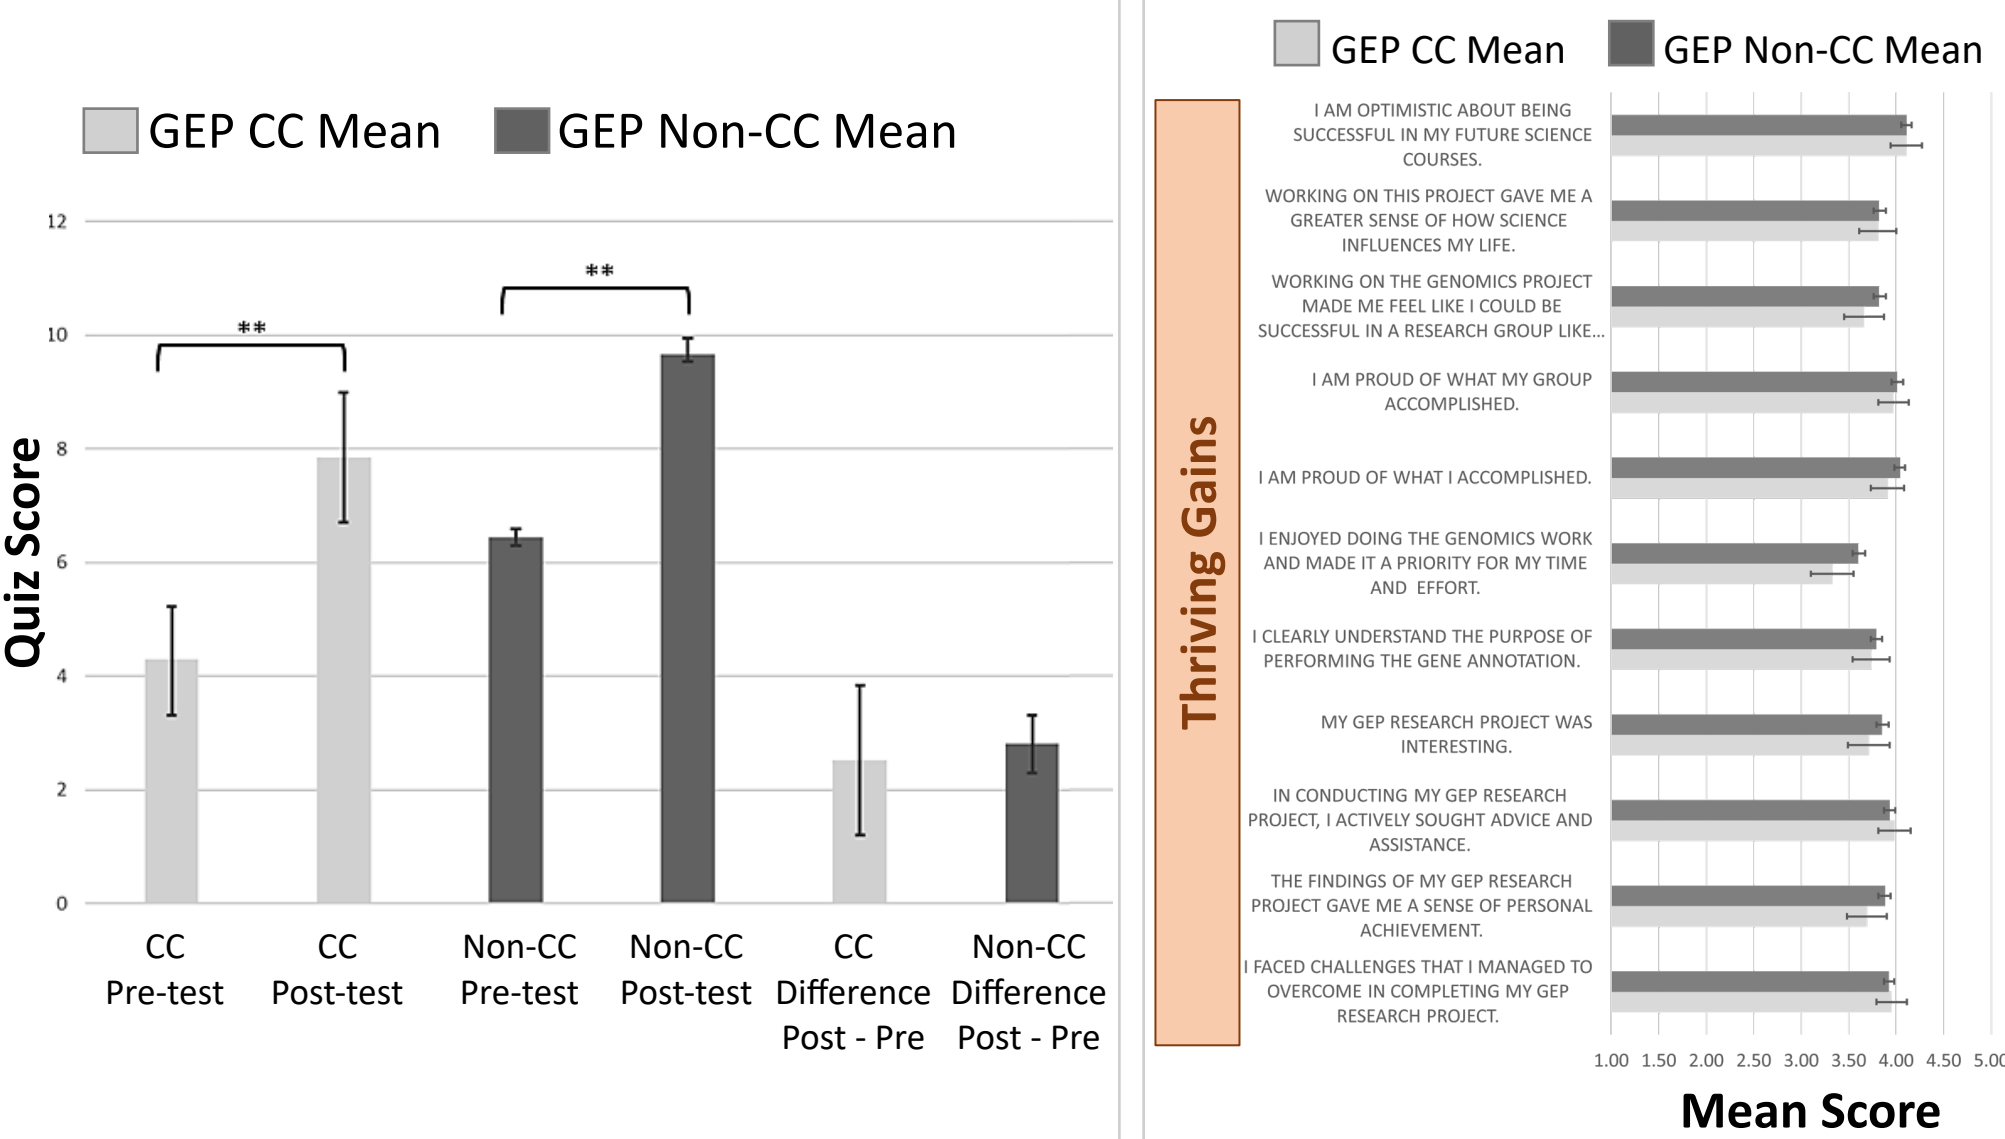 GEP CC Mean
GEP Non-CC Mean
12
10
8
6
4
2
0
Quiz Score
**
**
CC
Pre-test
CC
Post-test
Non-CC
Pre-test
Non-CC
Post-test
CC
Difference
Post - Pre
Non-CC
Difference
Post - Pre
GEP CC Mean
GEP Non-CC Mean
Thriving Gains
I AM OPTIMISTIC ABOUT BEING
SUCCESSFUL IN MY FUTURE SCIENCE
COURSES.
WORKING ON THIS PROJECT GAVE ME A
GREATER SENSE OF HOW SCIENCE
INFLUENCES MY LIFE.
WORKING ON THE GENOMICS PROJECT
MADE ME FEEL LIKE I COULD BE
SUCCESSFUL IN A RESEARCH GROUP LIKE...
I AM PROUD OF WHAT MY GROUP
ACCOMPLISHED.
I AM PROUD OF WHAT I ACCOMPLISHED.
I ENJOYED DOING THE GENOMICS WORK
AND MADE IT A PRIORITY FOR MY TIME
AND EFFORT.
I CLEARLY UNDERSTAND THE PURPOSE OF
PERFORMING THE GENE ANNOTATION.
MY GEP RESEARCH PROJECT WAS
INTERESTING.
IN CONDUCTING MY GEP RESEARCH
PROJECT, I ACTIVELY SOUGHT ADVICE AND
ASSISTANCE.
THE FINDINGS OF MY GEP RESEARCH
PROJECT GAVE ME A SENSE OF PERSONAL
ACHIEVEMENT.
I FACED CHALLENGES THAT I MANAGED TO
OVERCOME IN COMPLETING MY GEP
RESEARCH PROJECT.
1.00 1.50 2.00 2.50 3.00 3.50 4.00 4.50 5.00
Mean Score